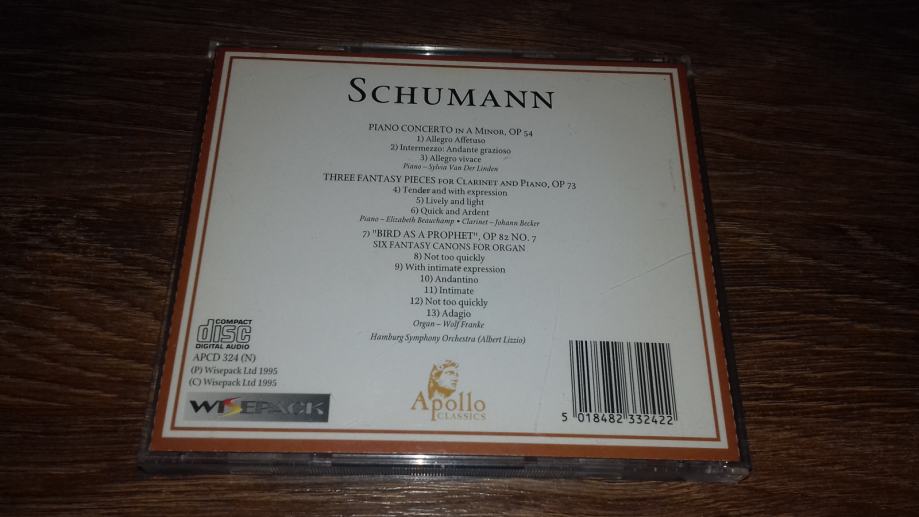 SCHUMANN
PIANO CONCERTO IN A MINOR, OP 54
1) Allegro Affetuso
2) Intermezzo: Andante grazioso
3) Allegro vivace
Piano – Sylvia Van Der Linden
THREE FANTASY PIECES FOR CLARINET AND PIANO, OP 73
4) Tender and with expression
5) Lively and light
6) Quick and Ardent
Piano – Elizabeth Beauchamp • Clarinet – Johann Becker
7) "BIRD AS A PROPHET", OP 82 NO. 7
SIX FANTASY CANONS FOR ORGAN
8) Not too quickly
9) With intimate expression
10) Andantino
11) Intimate
12) Not too quickly
13) Adagio
Organ – Wolf Franke
Hamburg Symphony Orchestra (Albert Lizzio)
COMPACT
disc
DIGITAL AUDIO
APCD 324 (N)
(P) Wisepack Ltd 1995
(C) Wisepack Ltd 1995
WISEPACK
Apollo
CLASSICS
5 018482 332422